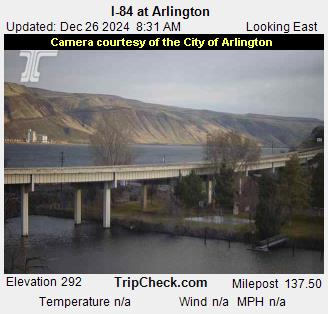 I-84 at Arlington
Updated: Dec 26 2024 8:31 AM Looking East
Camera courtesy of the City of Arlington
Elevation 292 TripCheck.com Milepost 137.50
Temperature n/a Wind n/a MPH n/a